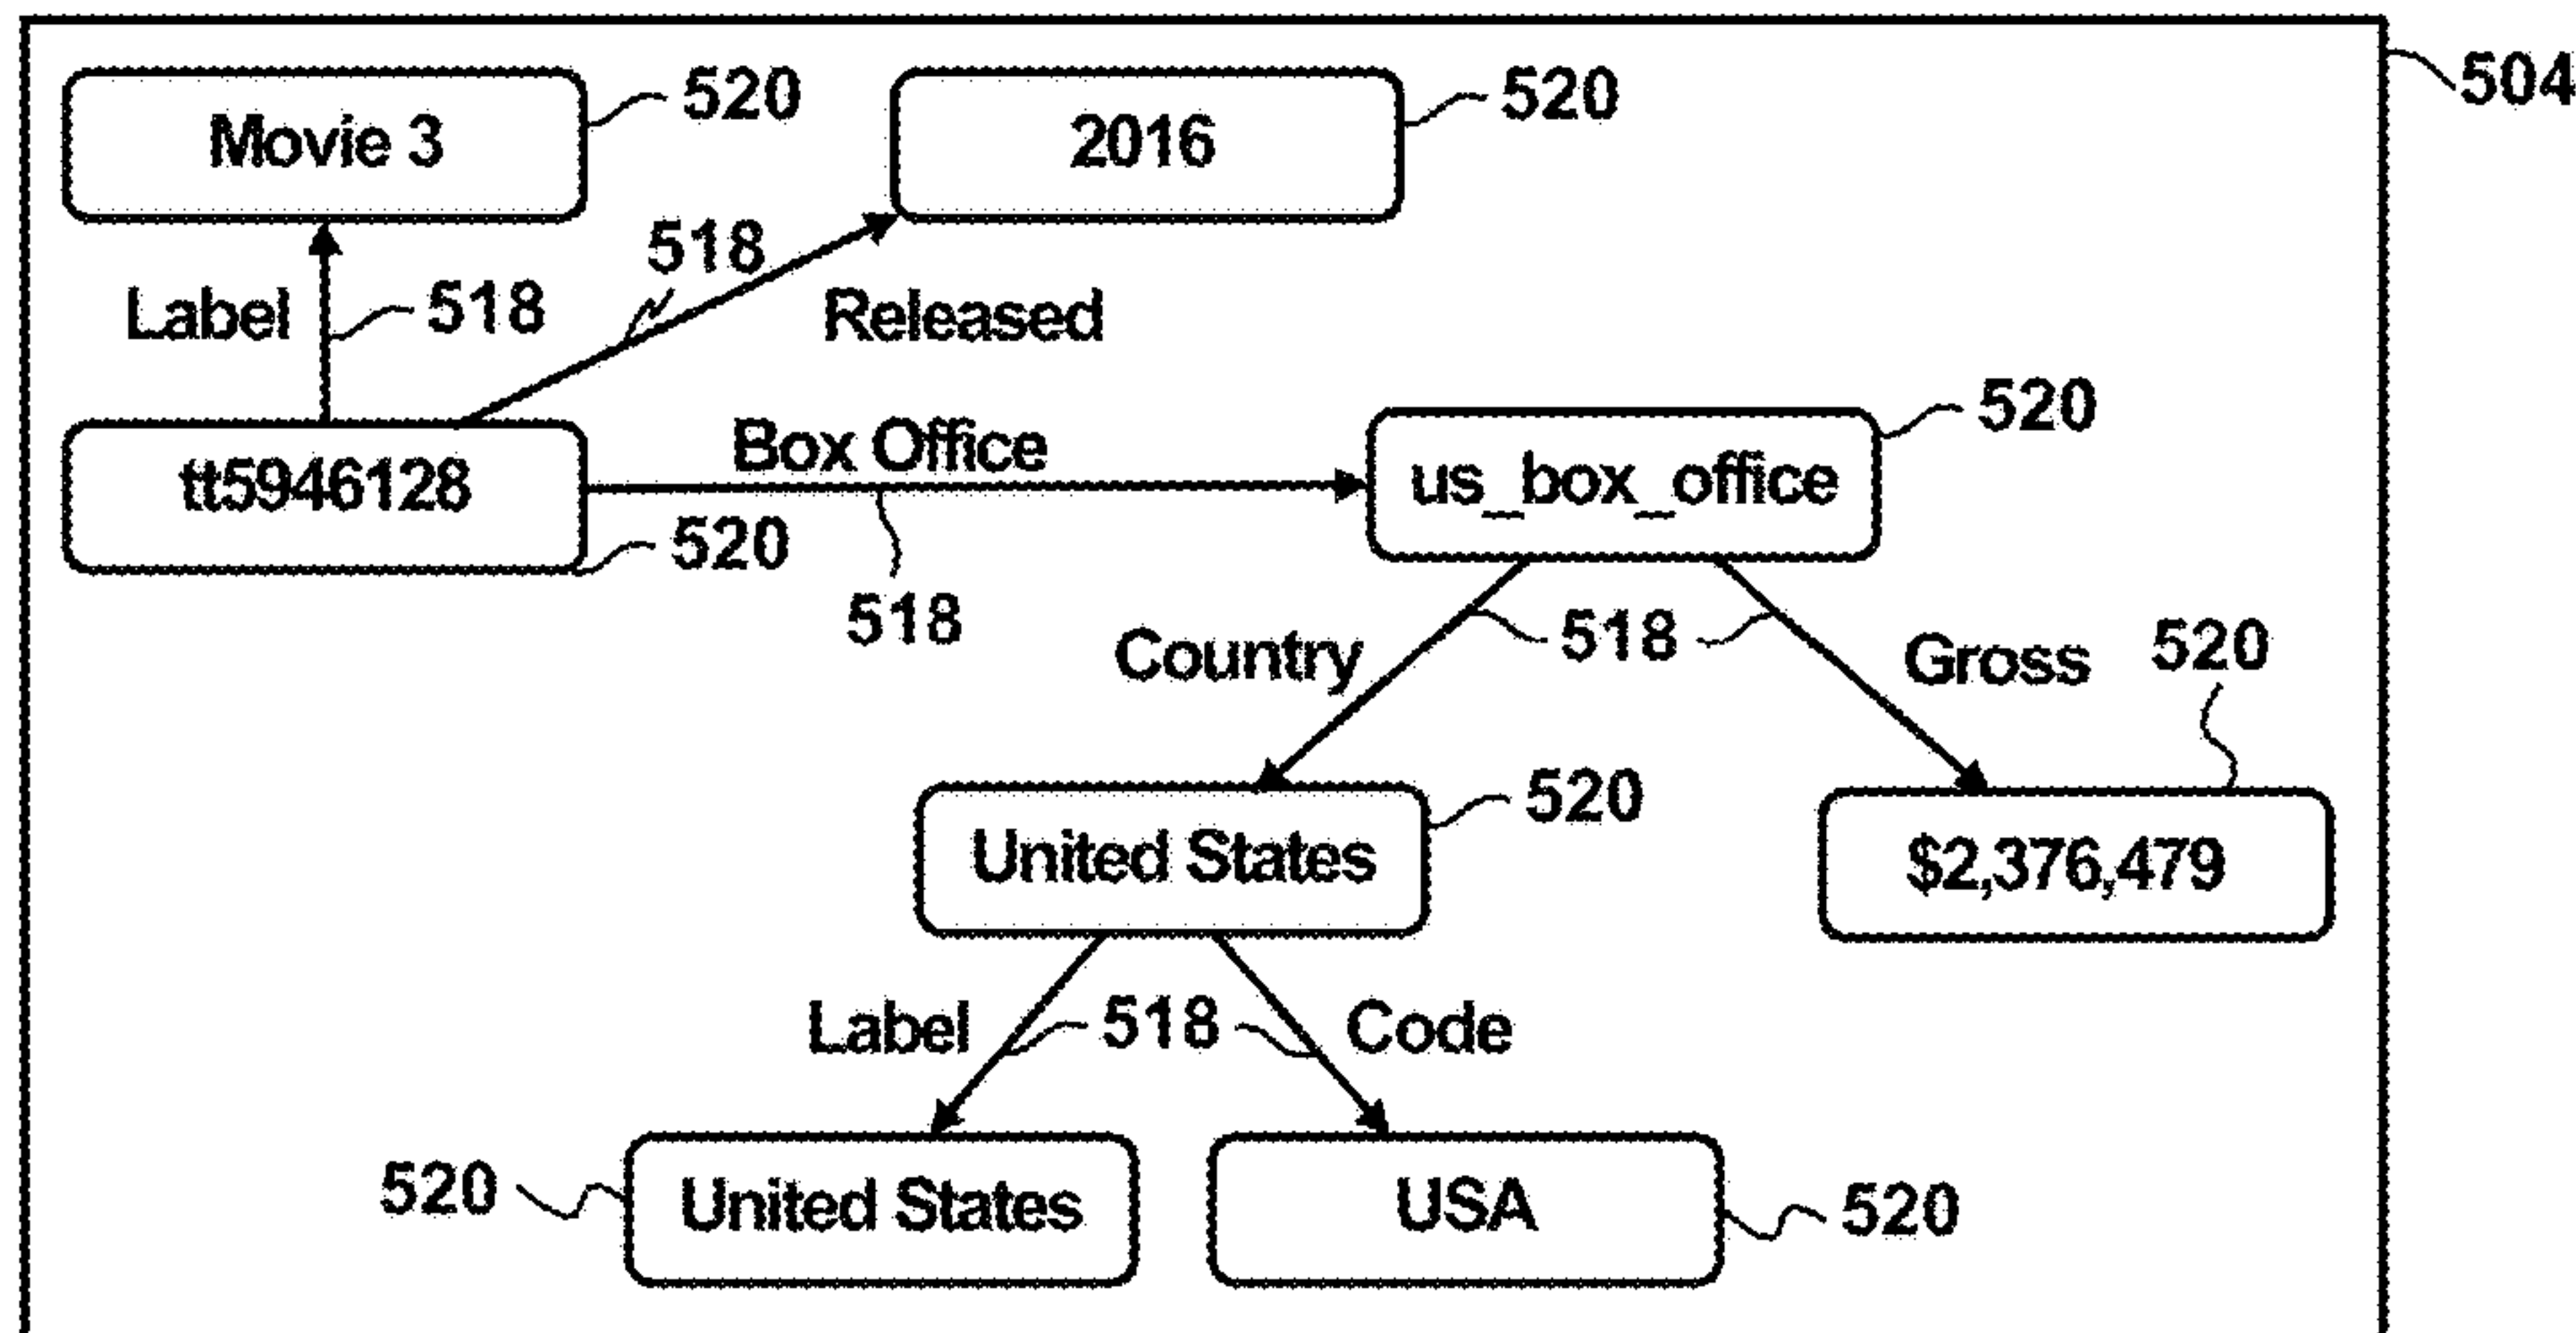 504
Movie 3
520
2016
520
Label
518
518
Released
tt5946128
520
Box Office
518
us_box_office
520
Country
518
Gross
520
United States
520
$2,376,479
Label
518
Code
520
United States
USA
520